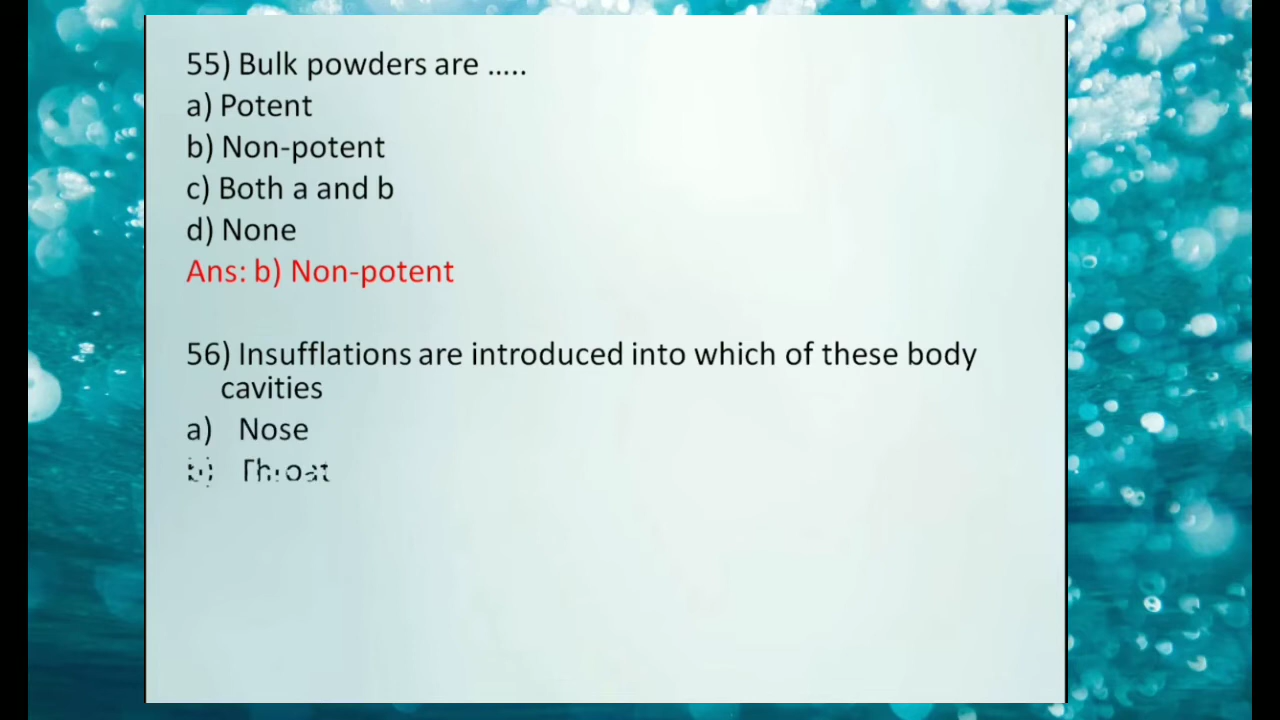 55) Bulk powders are .....
a) Potent
b) Non-potent
c) Both a and b
d) None
Ans: b) Non-potent
56) Insufflations are introduced into which of these body
cavities
a) Nose
b) Throat